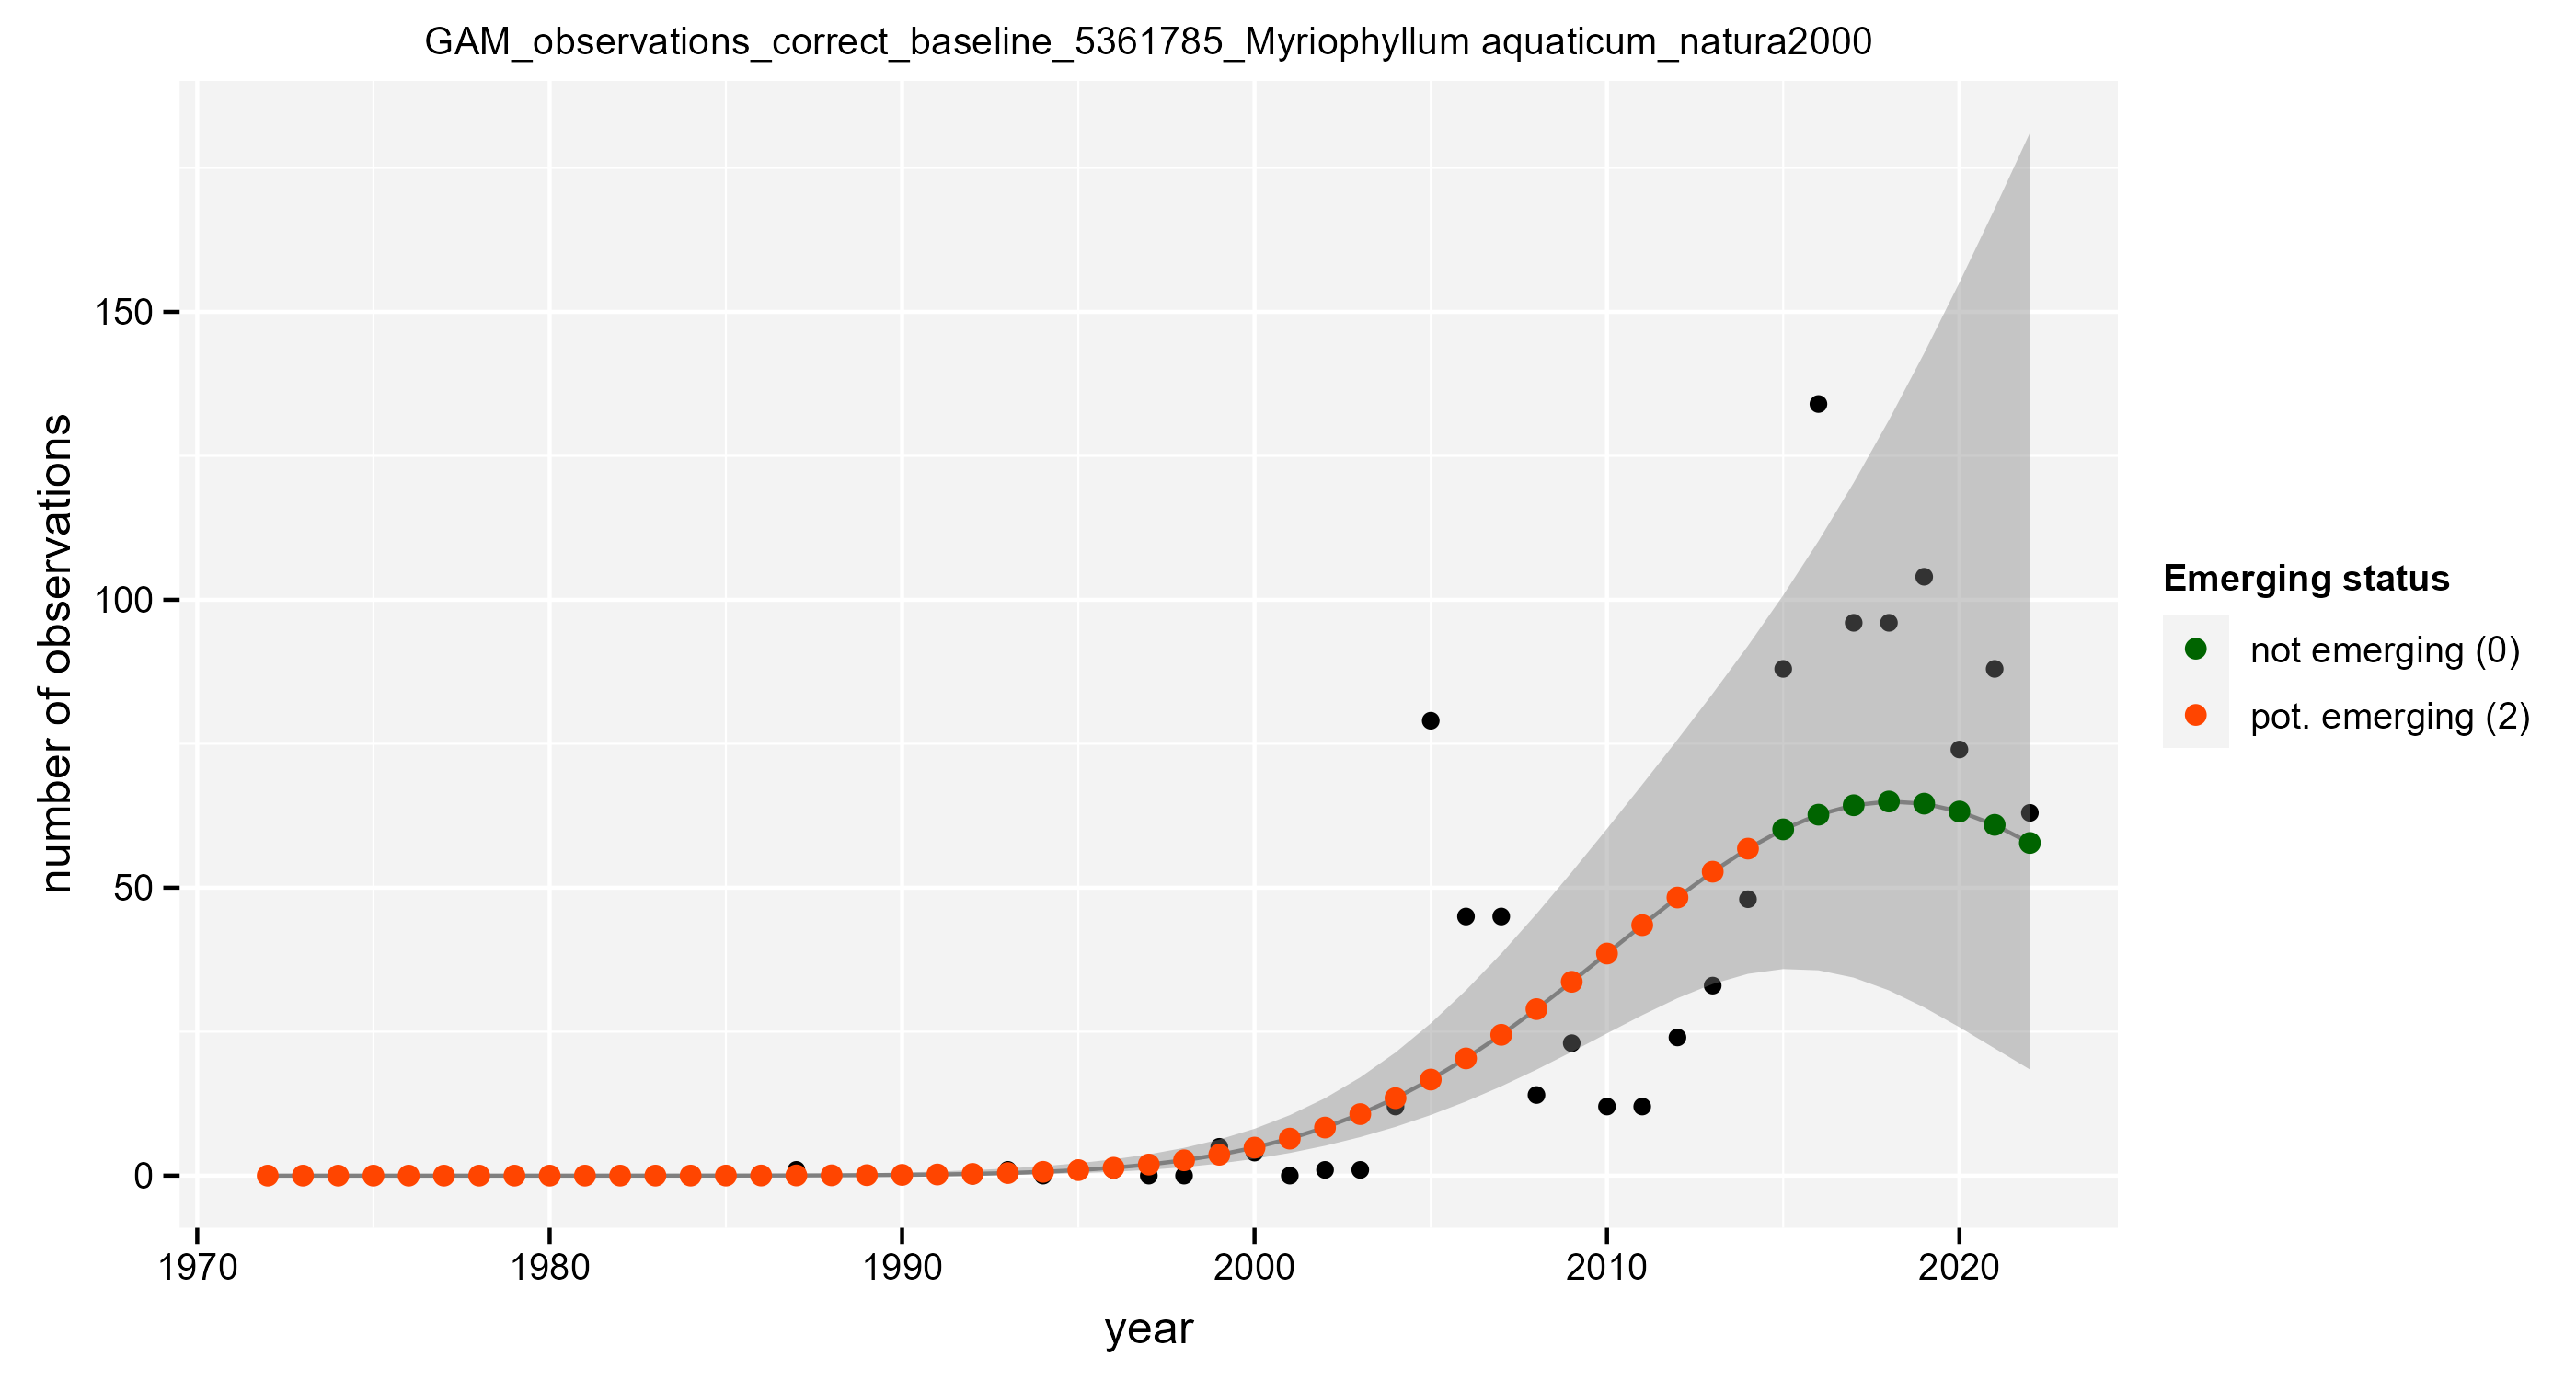 GAM_observations_correct_baseline_5361785_Myriophyllum aquaticum_natura2000
number of observations
150
100
50
0
1970 1980 1990 2000 2010 2020
year
Emerging status
not emerging (0)
pot. emerging (2)